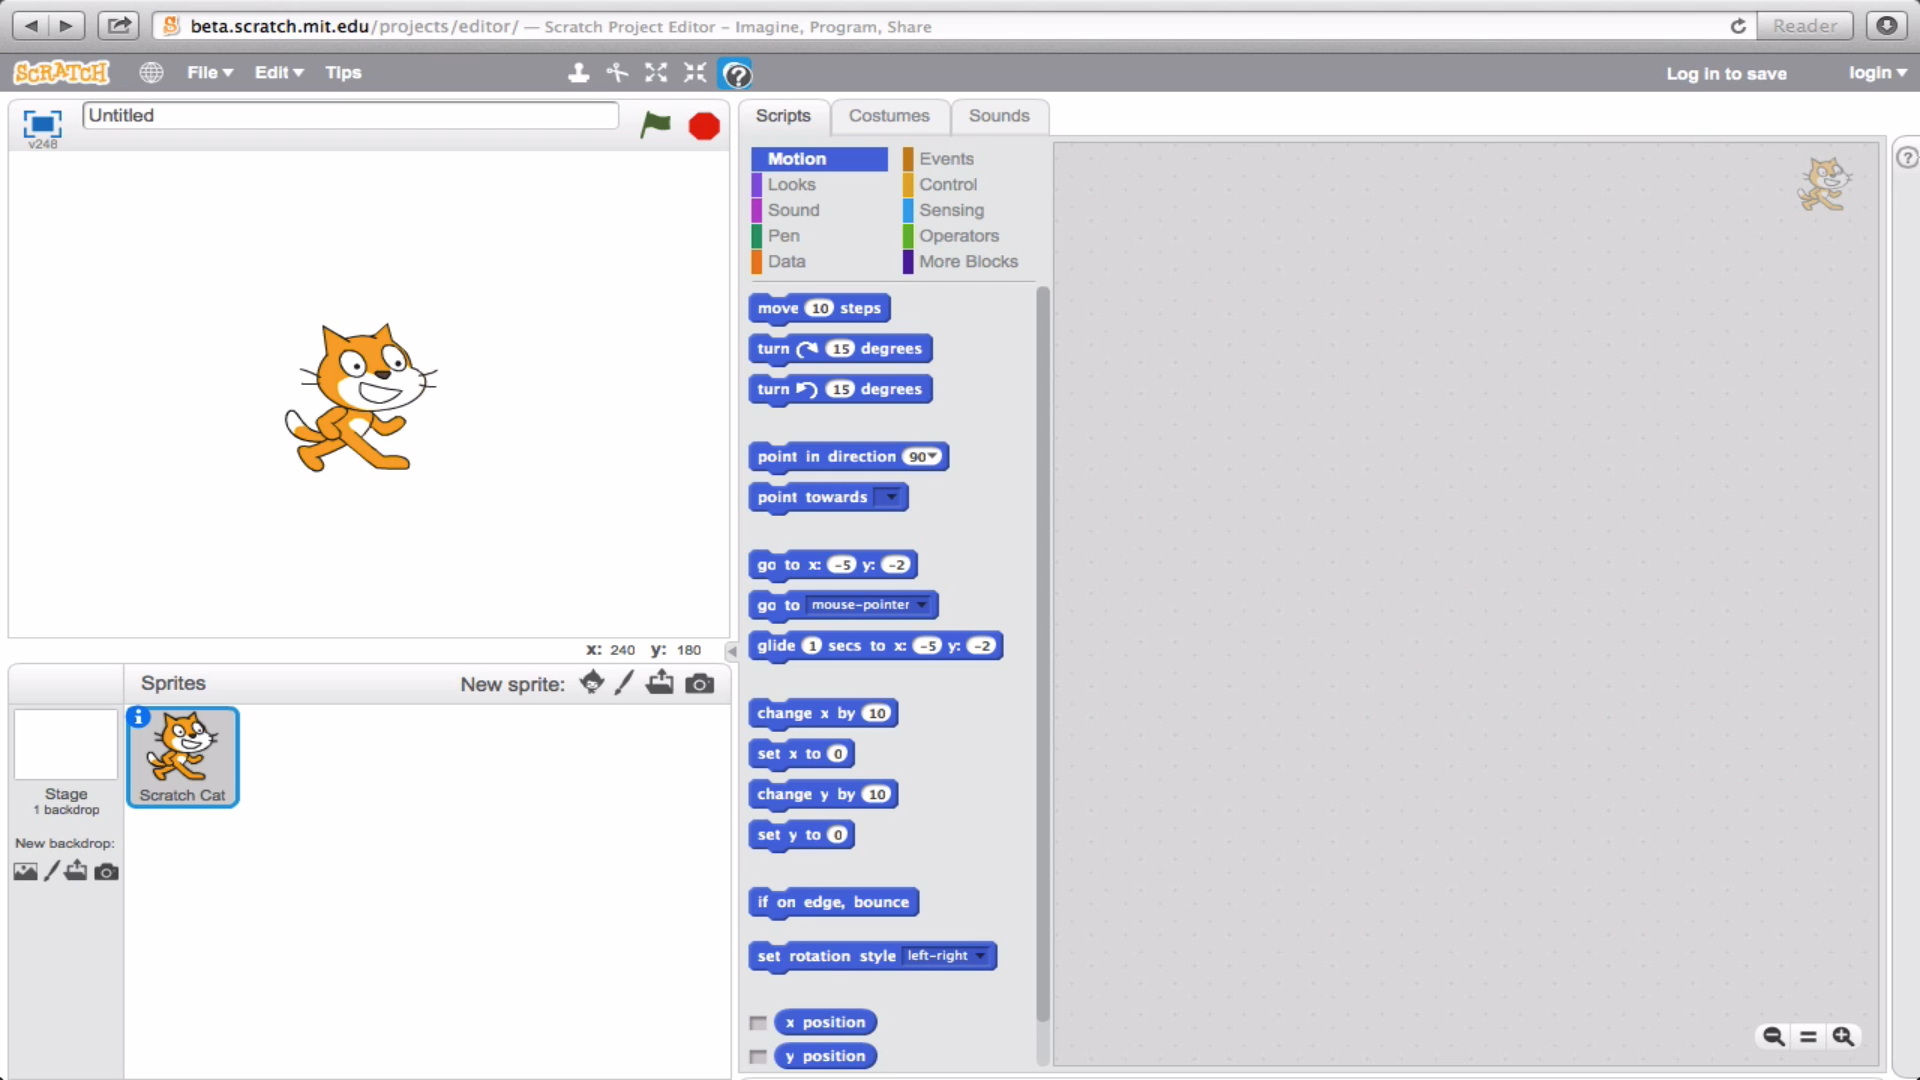 beta.scratch.mit.edu/projects/editor/ — Scratch Project Editor – Imagine, Program, Share
Reader
SCRATCH
File
Edit
Tips
Log in to save
login
v248
Untitled
x: 240 y: 180
Sprites
New sprite:
Scratch Cat
Stage
1 backdrop
New backdrop:
Scripts
Costumes
Sounds
Motion
Looks
Sound
Pen
Data
Events
Control
Sensing
Operators
More Blocks
move 10 steps
turn 15 degrees
turn 15 degrees
point in direction 90
point towards
go to x: -5 y: -2
go to mouse-pointer
glide 1 secs to x: -5 y: -2
change x by 10
set x to 0
change y by 10
set y to 0
if on edge, bounce
set rotation style left-right
x position
y position